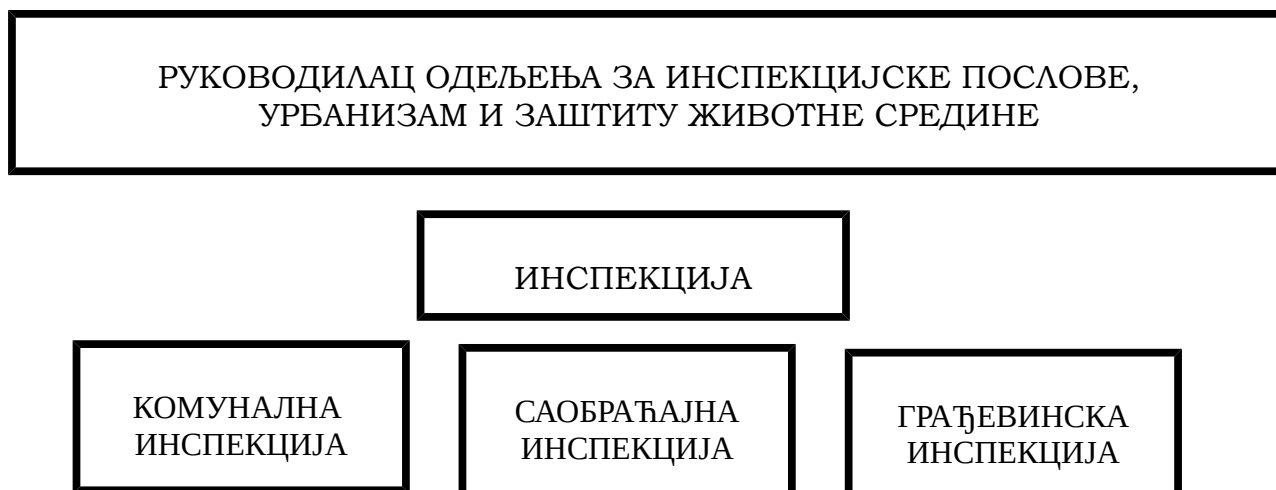 РУКОВОДИЛАЦ ОДЕЉЕЊА ЗА ИНСПЕКЦИЈСКЕ ПОСЛОВЕ,
УРБАНИЗАМ И ЗАШТИТУ ЖИВОТНЕ СРЕДИНЕ
ИНСПЕКЦИЈА
КОМУНАЛНА
ИНСПЕКЦИЈА
САОБРАЋАЈНА
ИНСПЕКЦИЈА
ГРАЂЕВИНСКА
ИНСПЕКЦИЈА